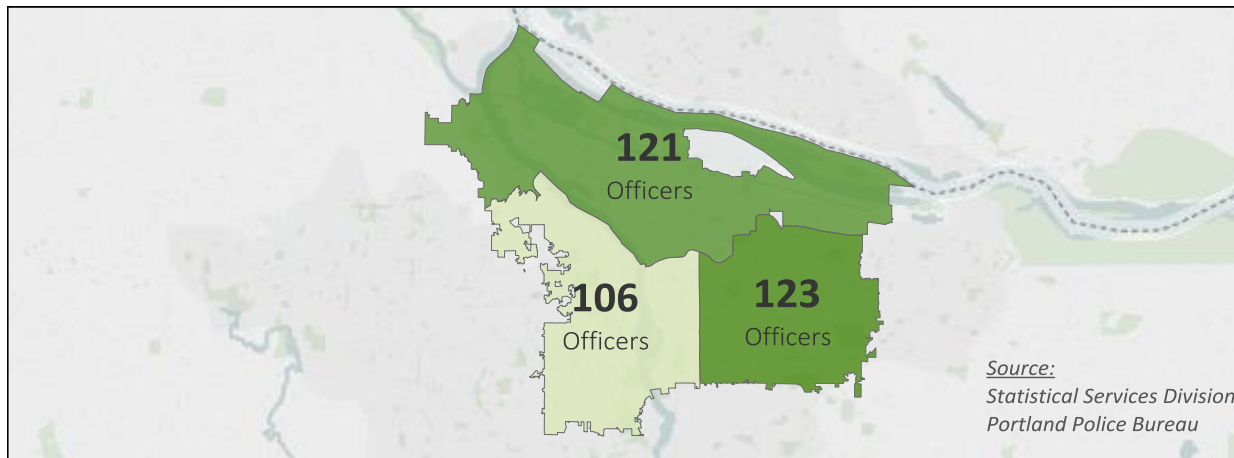 121
Officers
106
Officers
123
Officers
Source:
Statistical Services Division
Portland Police Bureau